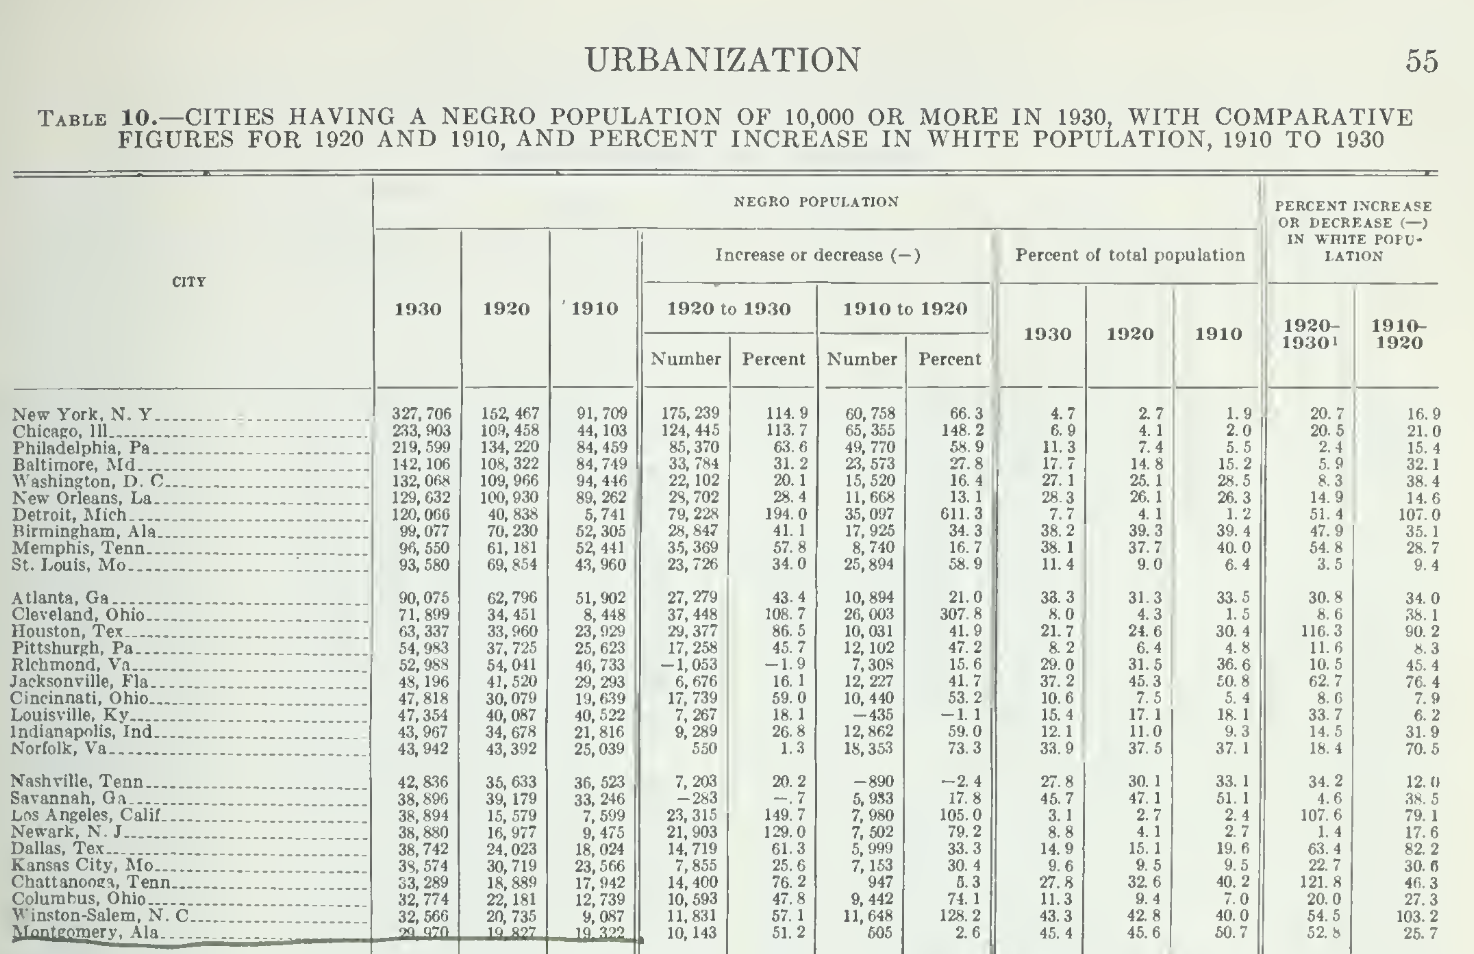 URBANIZATION 55
TABLE 10.—CITIES HAVING A NEGRO POPULATION OF 10,000 OR MORE IN 1930, WITH COMPARATIVE
FIGURES FOR 1920 AND 1910, AND PERCENT INCREASE IN WHITE POPULATION, 1910 TO 1930
CITY
NEGRO POPULATION
PERCENT INCREASE
OR DECREASE (—)
IN WHITE POPU-
LATION
1930 1920 1910
Increase or decrease (—)
Percent of total population
1920 to 1930 1910 to 1920
Number Percent Number Percent
1930 1920 1910
1920–
1930¹
1910–
1920
New York, N. Y. 327,706 152,467 91,709 175,239 114.9 60,758 66.3 4.7 2.7 1.9 20.7 16.9
Chicago, Ill. 233,903 109,458 44,103 124,445 113.7 65,355 148.2 6.9 4.1 2.0 20.5 21.0
Philadelphia, Pa. 219,599 134,220 84,459 85,370 63.6 49,770 58.9 11.3 7.4 5.5 2.4 15.4
Baltimore, Md. 142,106 108,322 84,749 33,784 31.2 23,573 27.8 17.7 14.8 15.2 5.9 32.1
Washington, D. C. 132,068 109,966 94,446 22,102 20.1 15,520 16.4 27.1 25.1 28.5 8.3 38.4
New Orleans, La. 129,632 100,930 89,262 28,702 28.4 11,668 13.1 28.3 26.1 26.3 14.9 14.6
Detroit, Mich. 120,066 40,838 5,741 79,228 194.0 35,097 611.3 7.7 4.1 1.2 51.4 107.0
Birmingham, Ala. 99,077 70,230 52,305 28,847 41.1 17,925 34.3 38.2 39.3 39.4 47.9 35.1
Memphis, Tenn. 96,550 61,181 52,441 35,369 57.8 8,740 16.7 38.1 37.7 40.0 54.8 28.7
St. Louis, Mo. 93,580 69,854 43,960 23,726 34.0 25,894 58.9 11.4 9.0 6.4 3.5 9.4
Atlanta, Ga. 90,075 62,796 51,902 27,279 43.4 10,894 21.0 33.3 31.3 33.5 30.8 34.0
Cleveland, Ohio 71,899 34,451 8,448 37,448 108.7 26,003 307.8 8.0 4.3 1.5 8.6 38.1
Houston, Tex. 63,337 33,960 23,929 29,377 86.5 10,031 41.9 21.7 24.6 30.4 116.3 90.2
Pittsburgh, Pa. 54,983 37,725 25,623 17,258 45.7 12,102 47.2 8.2 6.4 4.8 11.6 8.3
Richmond, Va. 52,988 54,041 46,733 —1,053 —1.9 7,308 15.6 29.0 31.5 36.6 10.5 45.4
Jacksonville, Fla. 48,196 41,520 29,293 6,676 16.1 12,227 41.7 37.2 45.3 50.8 62.7 76.4
Cincinnati, Ohio 47,818 30,079 19,639 17,739 59.0 10,440 53.2 10.6 7.5 5.4 8.6 7.9
Louisville, Ky. 47,354 40,087 40,522 7,267 18.1 —435 —1.1 15.4 17.1 18.1 33.7 6.2
Indianapolis, Ind. 43,967 34,678 21,816 9,289 26.8 12,862 59.0 12.1 11.0 9.3 14.5 31.9
Norfolk, Va. 43,942 43,392 25,039 550 1.3 18,353 73.3 33.9 37.5 37.1 18.4 70.5
Nashville, Tenn. 42,836 35,633 36,523 7,203 20.2 —890 —2.4 27.8 30.1 33.1 34.2 12.0
Savannah, Ga. 38,896 39,179 33,246 —283 —.7 5,933 17.8 45.7 47.1 51.1 4.6 38.5
Los Angeles, Calif. 38,894 15,579 7,599 23,315 149.7 7,980 105.0 3.1 2.7 2.4 107.6 79.1
Newark, N. J. 38,880 16,977 9,475 21,903 129.0 7,502 79.2 8.8 4.1 2.7 1.4 17.6
Dallas, Tex. 38,742 24,023 18,024 14,719 61.3 5,999 33.3 14.9 15.1 19.6 63.4 82.2
Kansas City, Mo. 38,574 30,719 23,566 7,855 25.6 7,153 30.4 9.6 9.5 9.5 22.7 30.6
Chattanooga, Tenn. 33,289 18,889 17,942 14,400 76.2 947 5.3 27.8 32.6 40.2 121.8 46.3
Columbus, Ohio 32,774 22,181 12,739 10,593 47.8 9,442 74.1 11.3 9.4 7.0 20.0 27.3
Winston-Salem, N. C. 32,566 20,735 9,087 11,831 57.1 11,648 128.2 43.3 42.8 40.0 54.5 103.2
Montgomery, Ala. 29,970 19,827 19,322 10,143 51.2 505 2.6 45.4 45.6 50.7 52.8 25.7